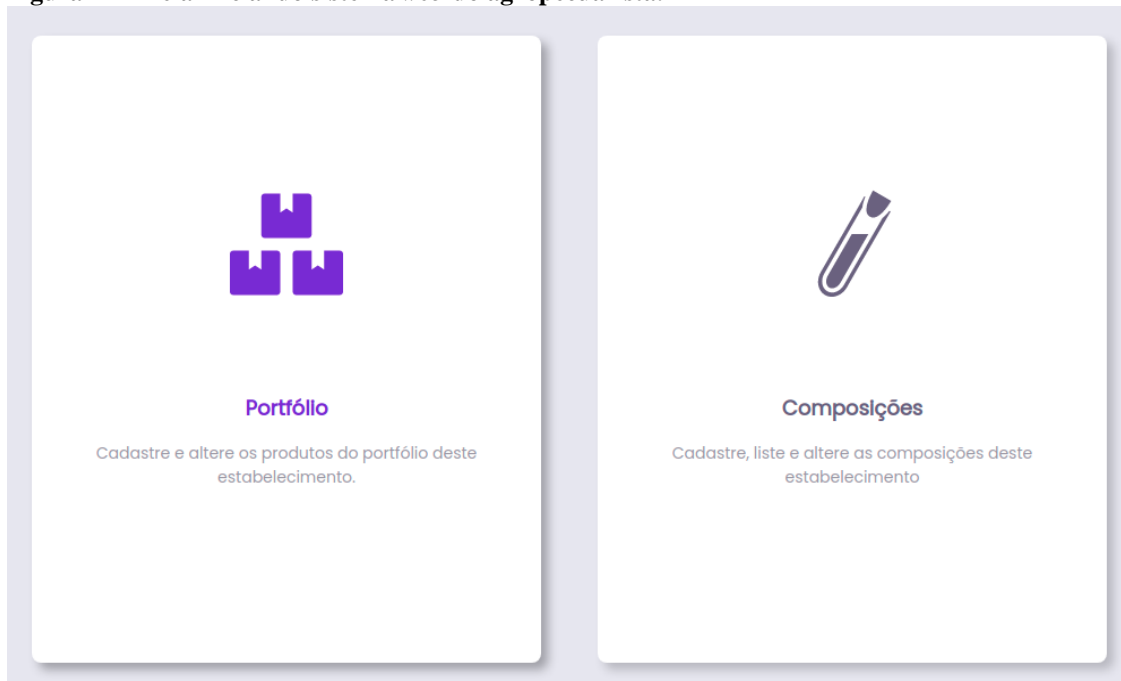 Portfólio
Cadastre e altere os produtos do portfólio deste
estabelecimento.
Composições
Cadastre, liste e altere as composições deste
estabelecimento